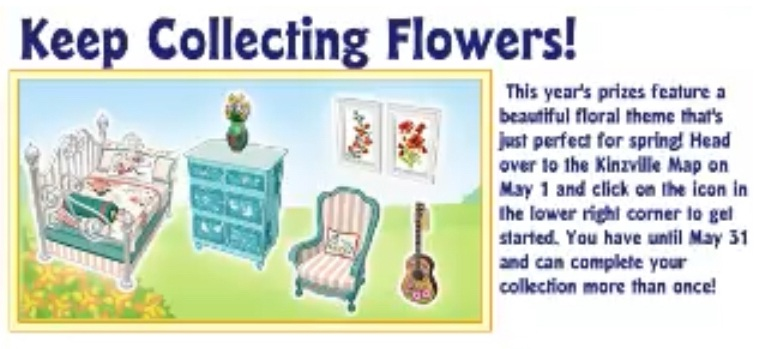 Keep Collecting Flowers!
This year's prizes feature a
beautiful floral theme that's
just perfect for spring! Head
over to the Kinzville Map on
May 1 and click on the icon in
the lower right corner to get
started. You have until May 31
and can complete your
collection more than once!